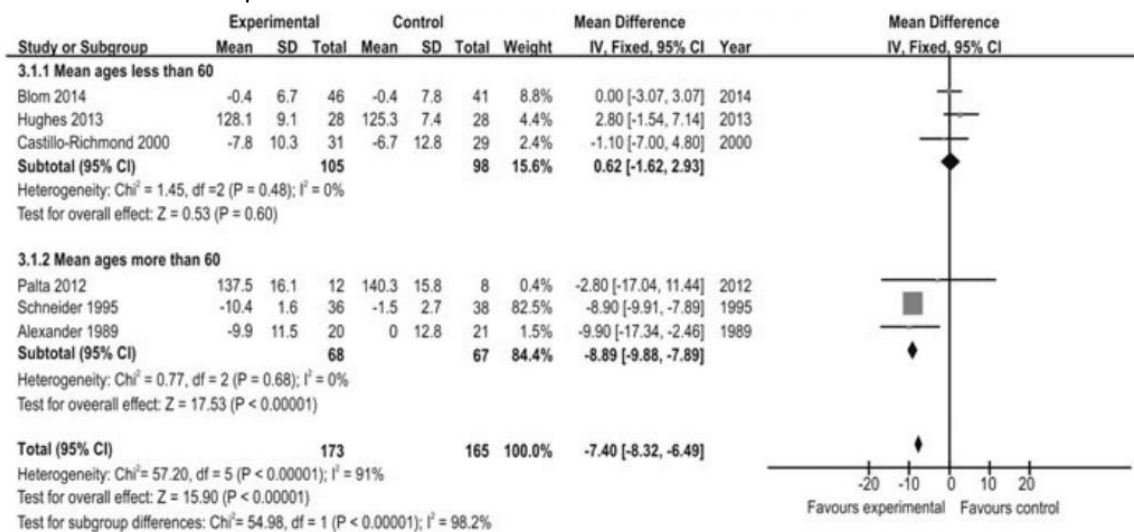 Experimental Control Mean Difference Mean Difference
Study or Subgroup Mean SD Total Mean SD Total Weight IV, Fixed, 95% CI Year IV, Fixed, 95% CI
3.1.1 Mean ages less than 60
Blom 2014 -0.4 6.7 46 -0.4 7.8 41 8.8% 0.00 [-3.07, 3.07] 2014
Hughes 2013 128.1 9.1 28 125.3 7.4 28 4.4% 2.80 [-1.54, 7.14] 2013
Castillo-Richmond 2000 -7.8 10.3 31 -6.7 12.8 29 2.4% -1.10 [-7.00, 4.80] 2000
Subtotal (95% CI) 105 98 15.6% 0.62 [-1.62, 2.93]
Heterogeneity: Chi² = 1.45, df =2 (P = 0.48); I² = 0%
Test for overall effect: Z = 0.53 (P = 0.60)
3.1.2 Mean ages more than 60
Palta 2012 137.5 16.1 12 140.3 15.8 8 0.4% -2.80 [-17.04, 11.44] 2012
Schneider 1995 -10.4 1.6 36 -1.5 2.7 38 82.5% -8.90 [-9.91, -7.89] 1995
Alexander 1989 -9.9 11.5 20 0 12.8 21 1.5% -9.90 [-17.34, -2.46] 1989
Subtotal (95% CI) 68 67 84.4% -8.89 [-9.88, -7.89]
Heterogeneity: Chi² = 0.77, df = 2 (P = 0.68); I² = 0%
Test for oveerall effect: Z = 17.53 (P < 0.00001)
Total (95% CI) 173 165 100.0% -7.40 [-8.32, -6.49]
Heterogeneity: Chi²= 57.20, df = 5 (P < 0.00001); I² = 91%
Test for overall effect: Z = 15.90 (P < 0.00001)
Test for subgroup differences: Chi²= 54.98, df = 1 (P < 0.00001); I² = 98.2%
-20 -10 0 10 20
Favours experimental Favours control